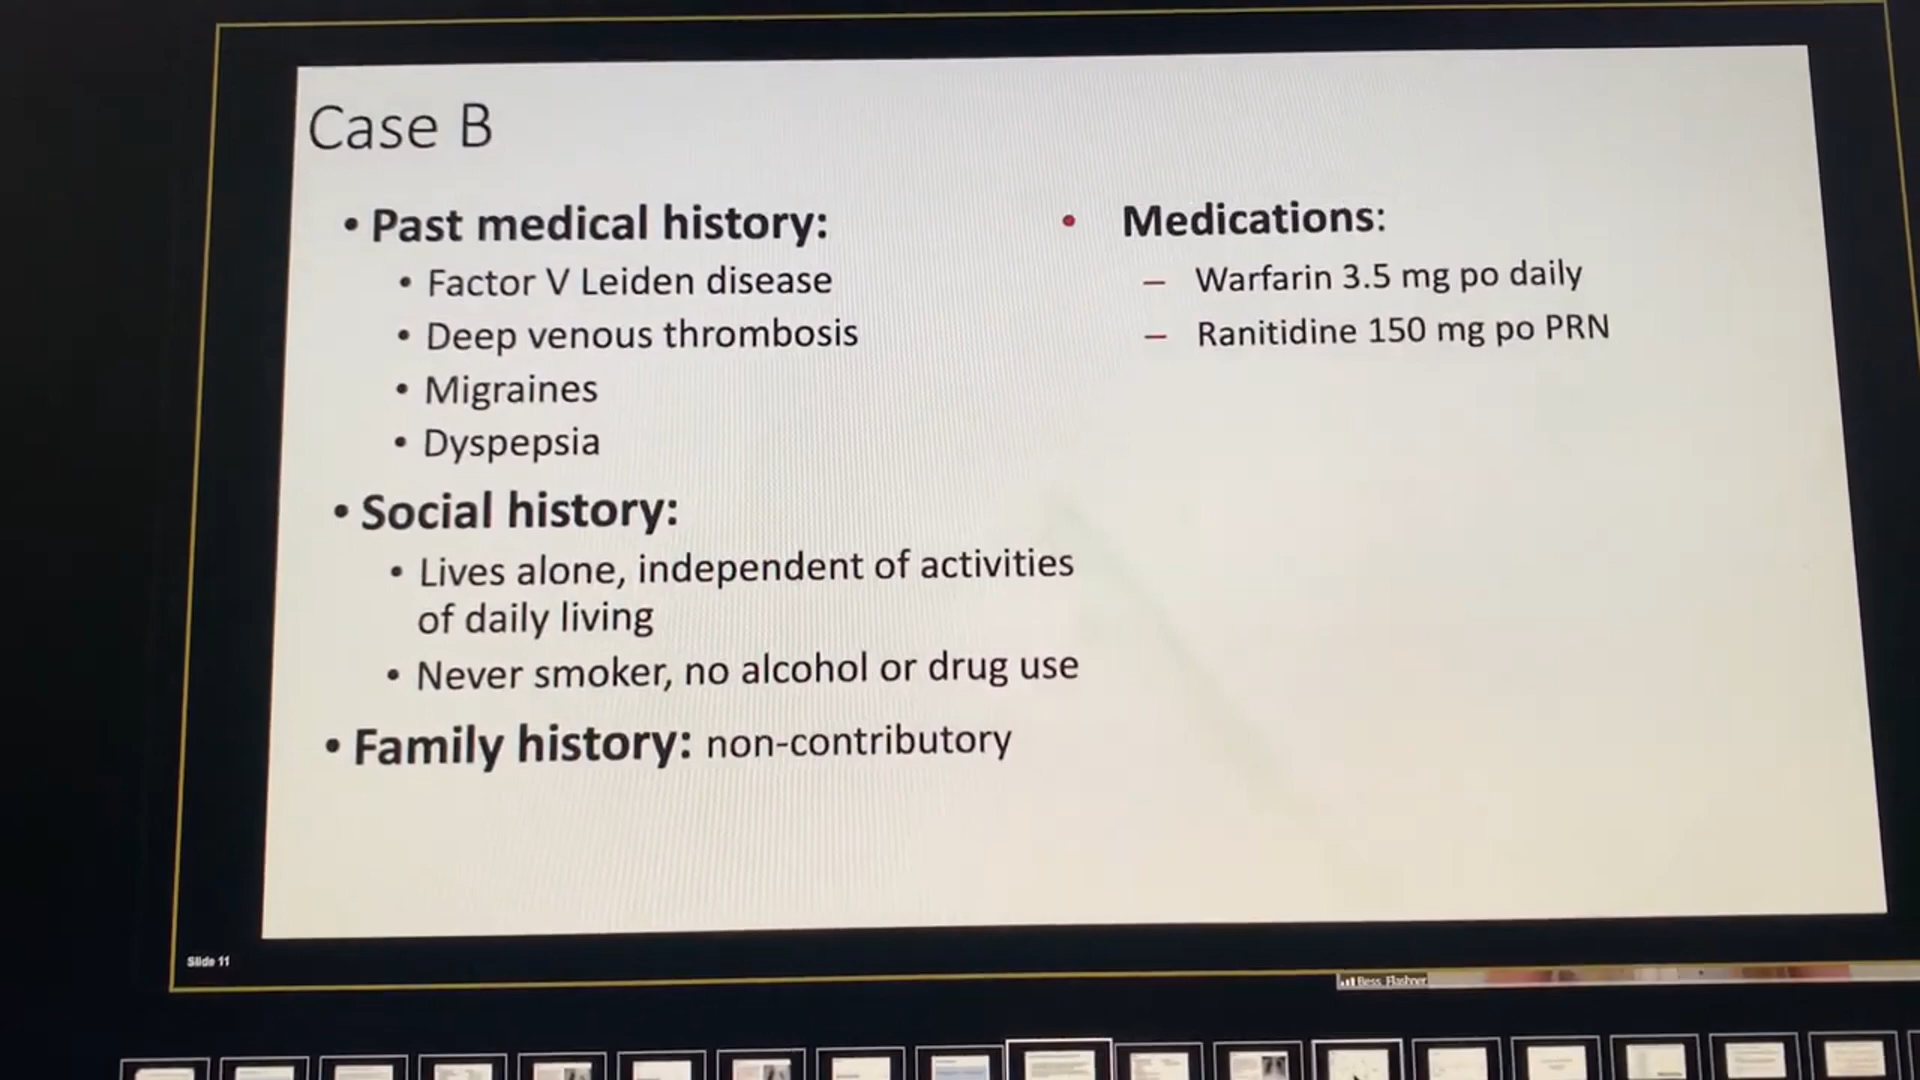 Case B
• Past medical history:
• Factor V Leiden disease
• Deep venous thrombosis
• Migraines
• Dyspepsia
• Social history:
• Lives alone, independent of activities
of daily living
• Never smoker, no alcohol or drug use
• Family history: non-contributory
• Medications:
– Warfarin 3.5 mg po daily
– Ranitidine 150 mg po PRN
Slide 11